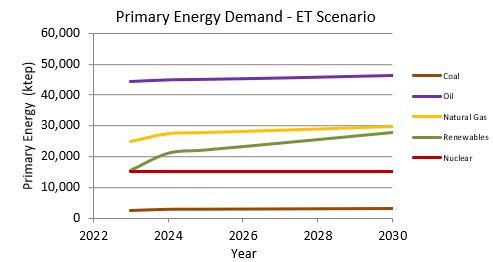 Primary Energy Demand - ET Scenario
Primary Energy (ktep)
60,000
50,000
40,000
30,000
20,000
10,000
0
2022
2024
2026
2028
2030
Year
Coal
Oil
Natural Gas
Renewables
Nuclear